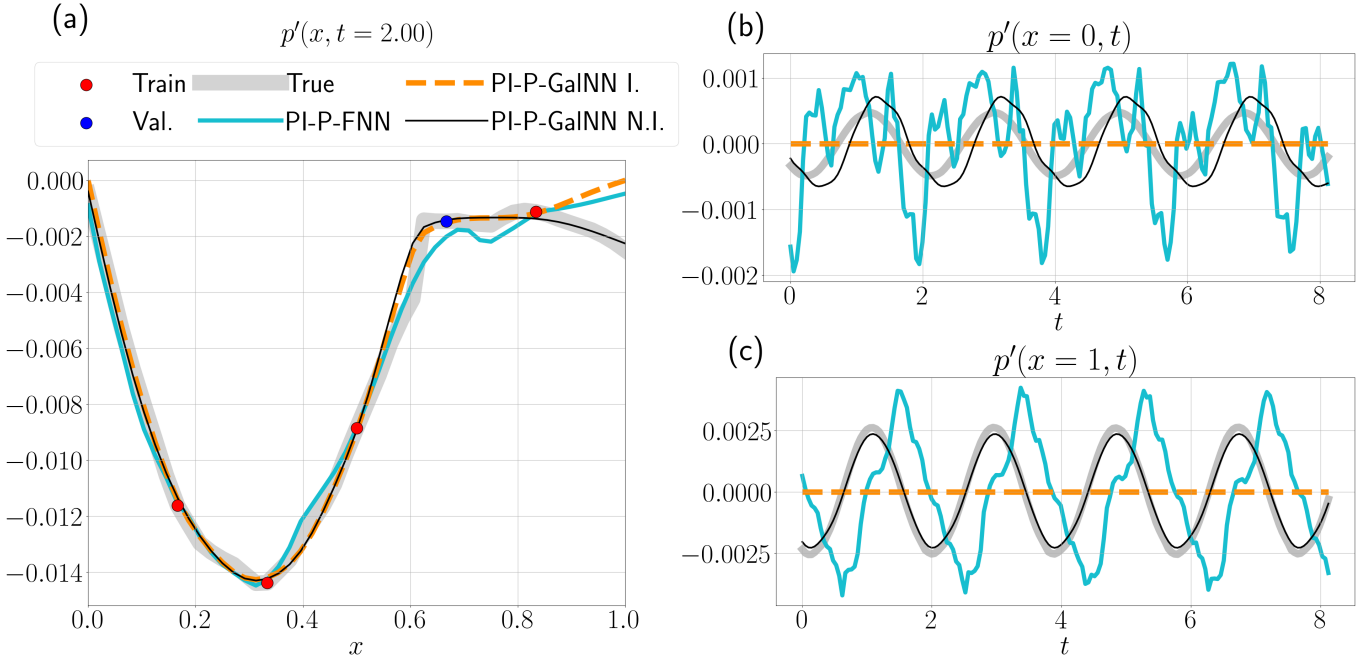 (a)
p′(x, t = 2.00)
Train True PI-P-GalNN I.
Val. PI-P-FNN PI-P-GalNN N.I.
0.000
−0.002
−0.004
−0.006
−0.008
−0.010
−0.012
−0.014
0.0 0.2 0.4 0.6 0.8 1.0
x
(b)
p′(x = 0, t)
0.001
0.000
−0.001
−0.002
0 2 4 6 8
t
(c)
p′(x = 1, t)
0.0025
0.0000
−0.0025
0 2 4 6 8
t